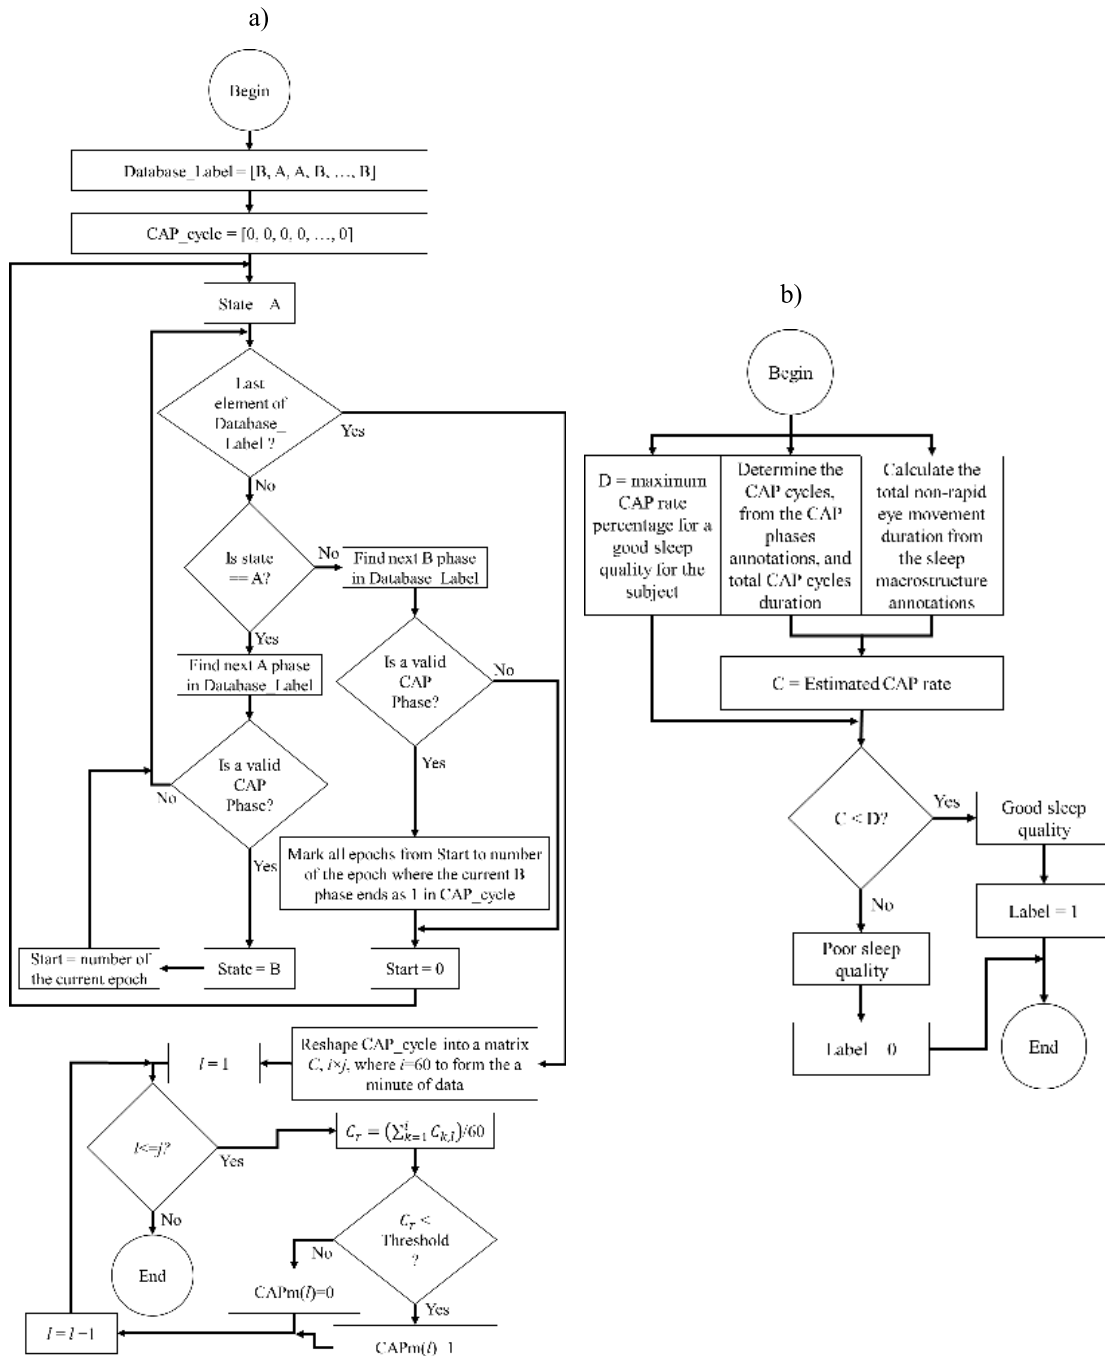 a)
Begin
Database_Label = [B, A, A, B, …, B]
CAP_cycle = [0, 0, 0, 0, …, 0]
State A
Last
element of
Database_
Label ?
Yes
No
Is state
== A?
No
Find next B phase
in Database_Label
Yes
Find next A phase
in Database_Label
Is a valid
CAP
Phase?
No
Is a valid
CAP
Phase?
No
Yes
Yes
Mark all epochs from Start to number
of the epoch where the current B
phase ends as 1 in CAP_cycle
Start = number of
the current epoch
State = B
Start = 0
Reshape CAP_cycle into a matrix
C, i×j, where i=60 to form the a
minute of data
l = 1
l<=j?
Yes
No
End
C_r = (∑_{k=1}^{i} C_{k,l})/60
C_r <
Threshold
?
No
Yes
CAPm(l)=0
CAPm(l) 1
l = l −1
b)
Begin
D = maximum
CAP rate
percentage for a
good sleep
quality for the
subject
Determine the
CAP cycles,
from the CAP
phases
annotations, and
total CAP cycles
duration
Calculate the
total non-rapid
eye movement
duration from
the sleep
macrostructure
annotations
C = Estimated CAP rate
C < D?
Yes
Good sleep
quality
Label = 1
No
Poor sleep
quality
Label 0
End